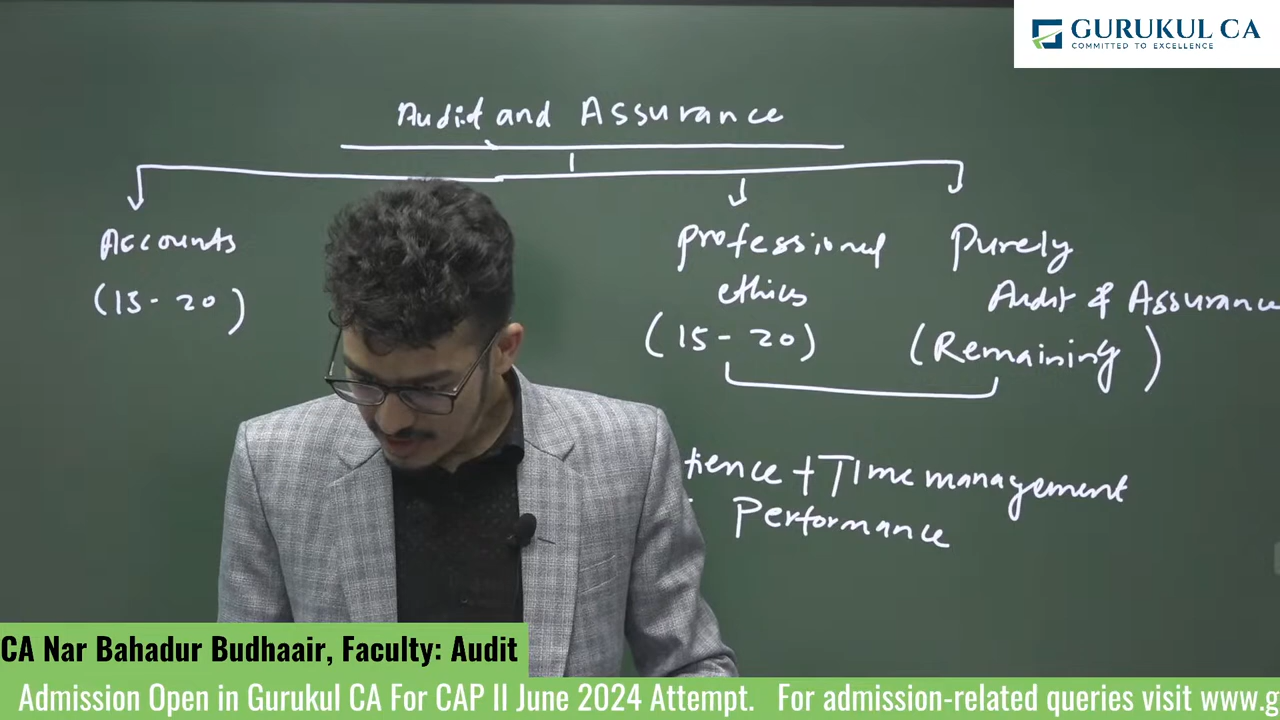 GURUKUL CA
COMMITTED TO EXCELLENCE
Audit and Assurance
Accounts
(15-20)
professional
ethics
(15-20)
Purely
Audit & Assurance
(Remaining)
tience + Time management
Performance
CA Nar Bahadur Budhaair, Faculty: Audit
Admission Open in Gurukul CA For CAP II June 2024 Attempt. For admission-related queries visit www.g